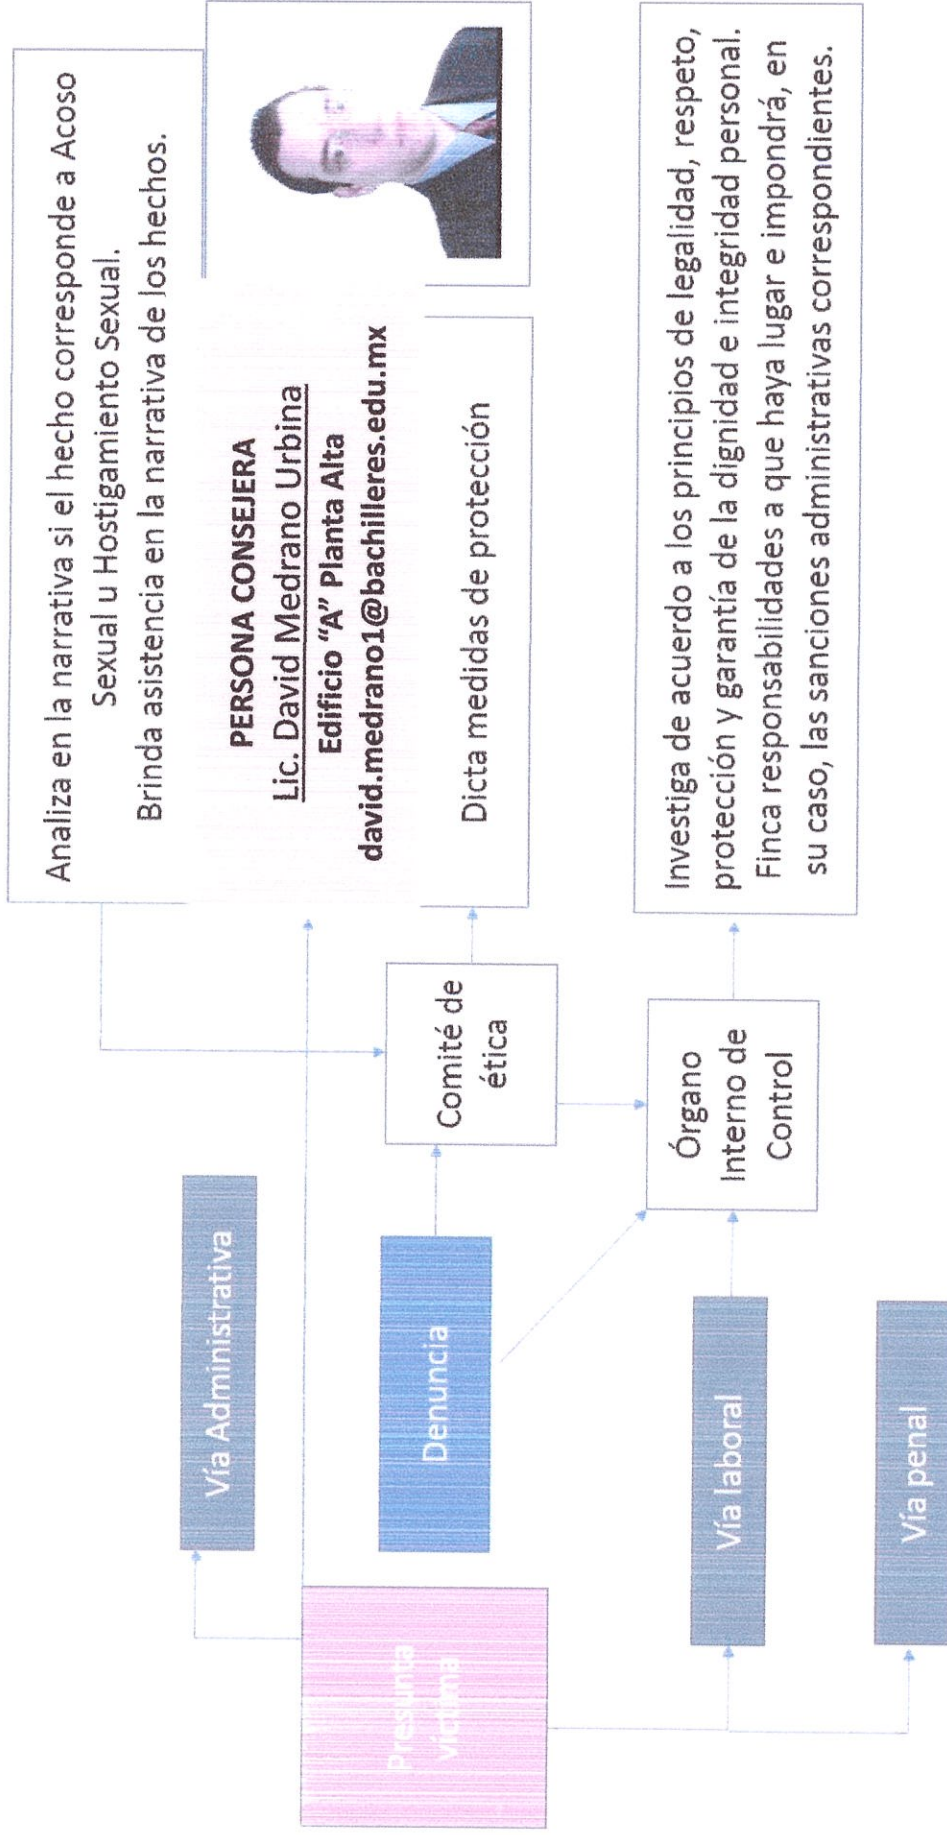 Analiza en la narrativa si el hecho corresponde a Acoso
Sexual u Hostigamiento Sexual.
Brinda asistencia en la narrativa de los hechos.
PERSONA CONSEJERA
Lic. David Medrano Urbina
Edificio “A” Planta Alta
david.medrano1@bachilleres.edu.mx
Vía Administrativa
Presunta
víctima
Denuncia
Comité de
ética
Dicta medidas de protección
Vía laboral
Órgano
Interno de
Control
Investiga de acuerdo a los principios de legalidad, respeto,
protección y garantía de la dignidad e integridad personal.
Finca responsabilidades a que haya lugar e impondrá, en
su caso, las sanciones administrativas correspondientes.
Vía penal